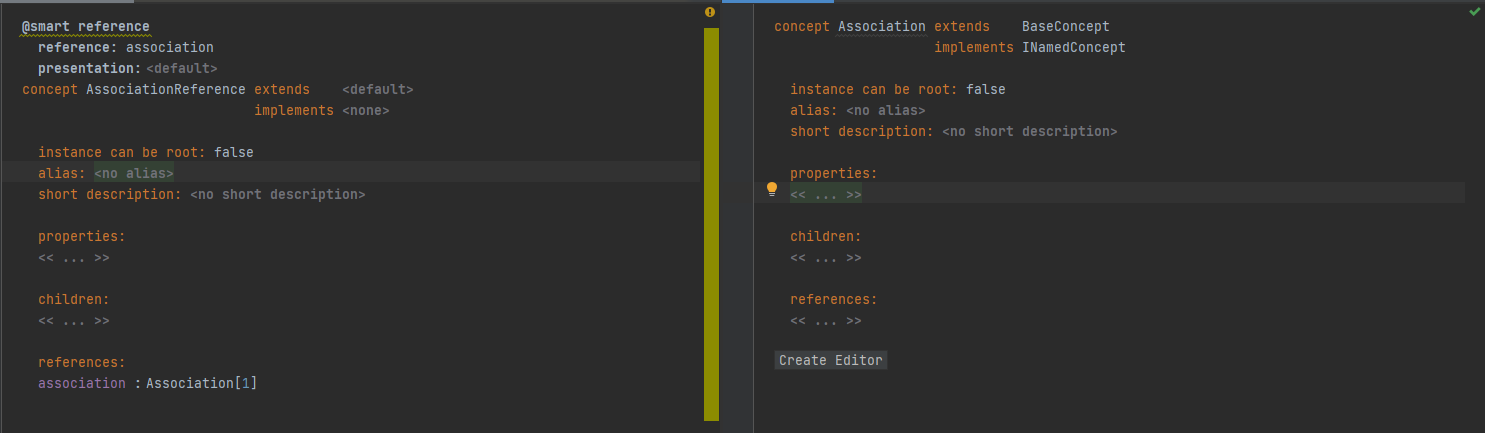 @smart reference
reference: association
presentation: <default>
concept AssociationReference extends <default>
implements <none>
instance can be root: false
alias: <no alias>
short description: <no short description>
properties:
<< ... >>
children:
<< ... >>
references:
association : Association[1]
concept Association extends BaseConcept
implements INamedConcept
instance can be root: false
alias: <no alias>
short description: <no short description>
properties:
<< ... >>
children:
<< ... >>
references:
<< ... >>
Create Editor